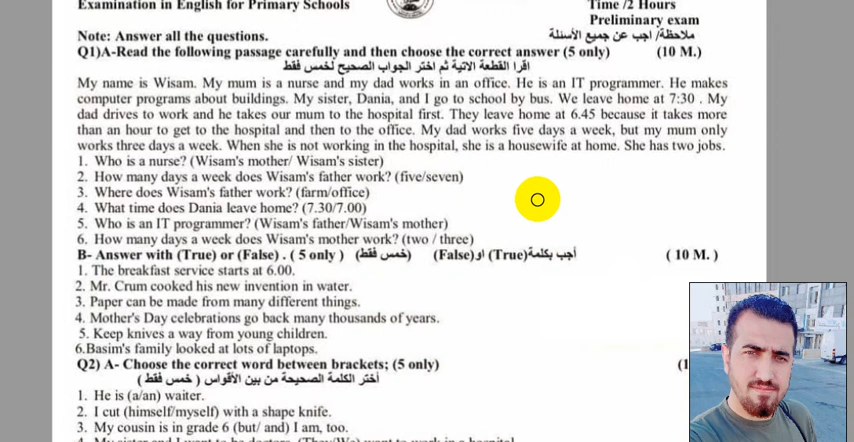 Examination in English for Primary Schools
Time /2 Hours
Preliminary exam
Note: Answer all the questions.
ملاحظة/ اجب عن جميع الأسئلة
Q1)A-Read the following passage carefully and then choose the correct answer (5 only) (10 M.)
اقرا القطعة الاتية ثم اختر الجواب الصحيح لخمس فقط
My name is Wisam. My mum is a nurse and my dad works in an office. He is an IT programmer. He makes
computer programs about buildings. My sister, Dania, and I go to school by bus. We leave home at 7:30 . My
dad drives to work and he takes our mum to the hospital first. They leave home at 6.45 because it takes more
than an hour to get to the hospital and then to the office. My dad works five days a week, but my mum only
works three days a week. When she is not working in the hospital, she is a housewife at home. She has two jobs.
1. Who is a nurse? (Wisam's mother/ Wisam's sister)
2. How many days a week does Wisam's father work? (five/seven)
3. Where does Wisam's father work? (farm/office)
4. What time does Dania leave home? (7.30/7.00)
5. Who is an IT programmer? (Wisam's father/Wisam's mother)
6. How many days a week does Wisam's mother work? (two / three)
B- Answer with (True) or (False) . ( 5 only ) (خمس فقط) أجب بكلمة(True) او(False) ( 10 M. )
1. The breakfast service starts at 6.00.
2. Mr. Crum cooked his new invention in water.
3. Paper can be made from many different things.
4. Mother's Day celebrations go back many thousands of years.
5. Keep knives a way from young children.
6.Basim's family looked at lots of laptops.
Q2) A- Choose the correct word between brackets; (5 only) (1
أختر الكلمة الصحيحة من بين الأقواس ( خمس فقط )
1. He is (a/an) waiter.
2. I cut (himself/myself) with a shape knife.
3. My cousin is in grade 6 (but/ and) I am, too.